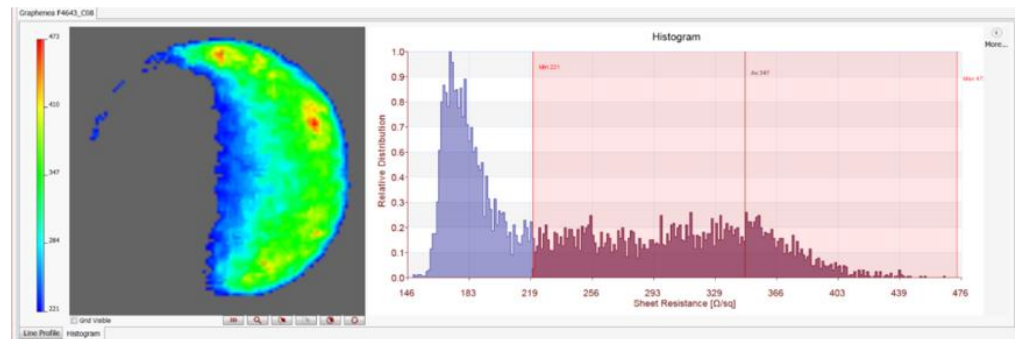 Graphenea F4643_C08
Histogram
More...
473
410
347
284
221
Relative Distribution
1.0
0.9
0.8
0.7
0.6
0.5
0.4
0.3
0.2
0.1
0.0
Min 221
Av 347
Max 47
146 183 219 256 293 329 366 403 439 476
Sheet Resistance [Ω/sq]
Grid Visible
Line Profile Histogram